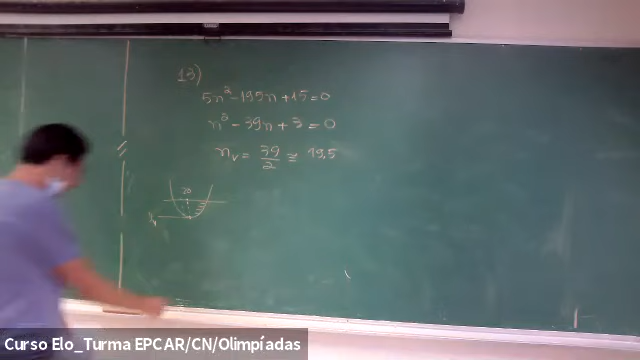 13)
5n² - 195n + 15 = 0
n² - 39n + 3 = 0
nᵥ = 39/2 ≅ 19,5
20
Curso Elo_Turma EPCAR/CN/Olimpíadas